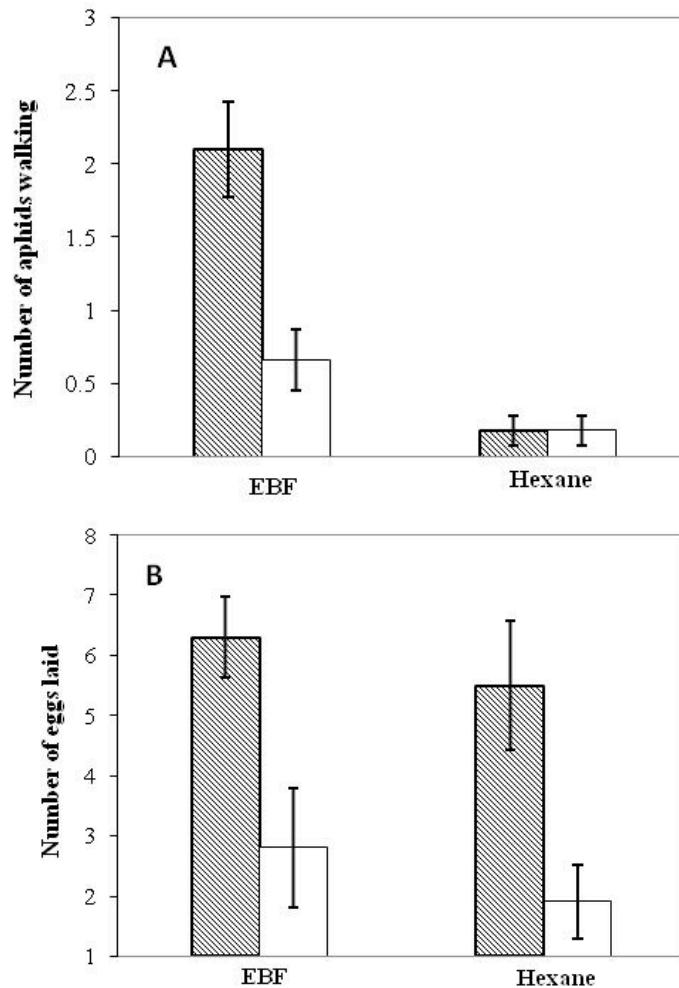 A
Number of aphids walking
3
2.5
2
1.5
1
0.5
0
EBF
Hexane
B
Number of eggs laid
8
7
6
5
4
3
2
1
EBF
Hexane